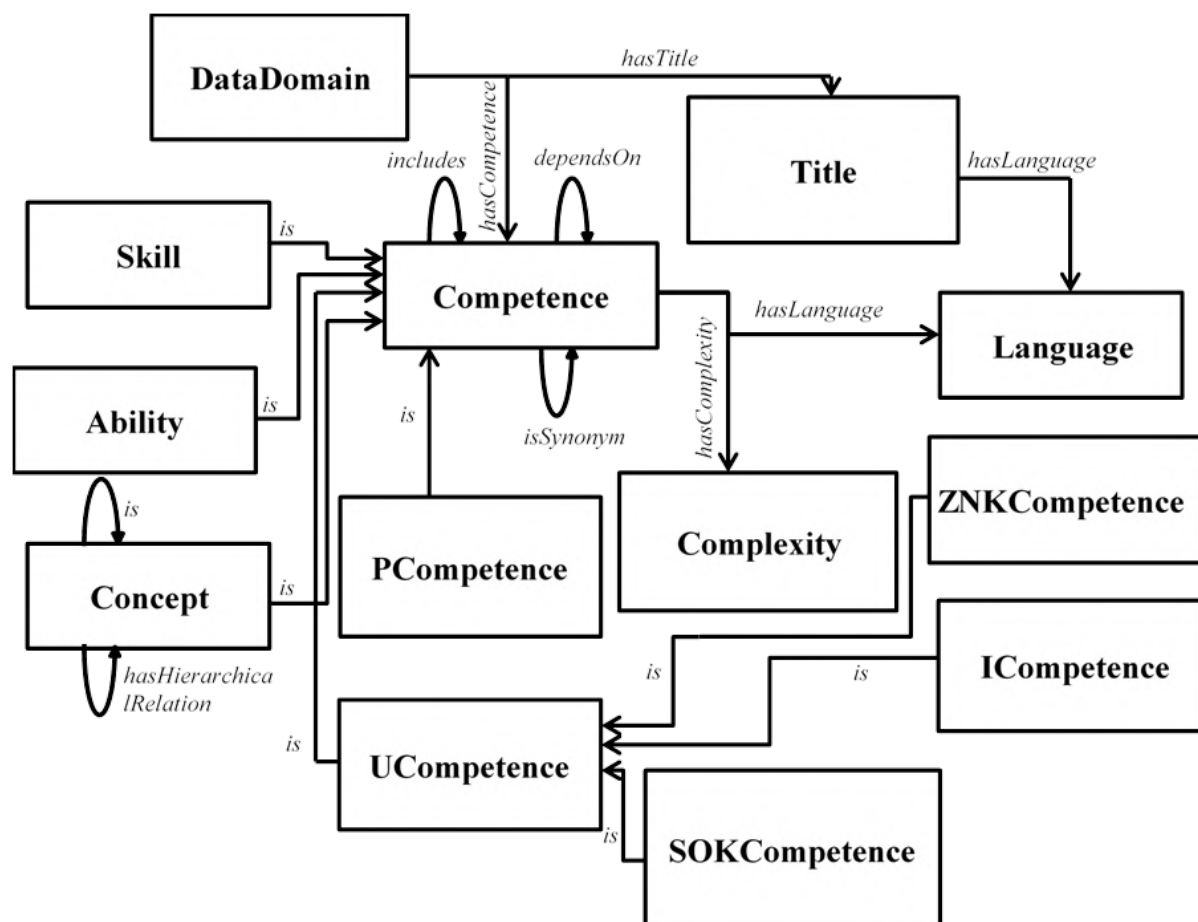 hasTitle
DataDomain
hasCompetence
Title
includes
dependsOn
hasLanguage
is
Skill
Competence
hasLanguage
Language
hasComplexity
Ability
is
is
isSynonym
ZNKCompetence
is
Complexity
PCompetence
Concept
is
hasHierarchica
lRelation
is
is
ICompetence
is
UCompetence
is
SOKCompetence